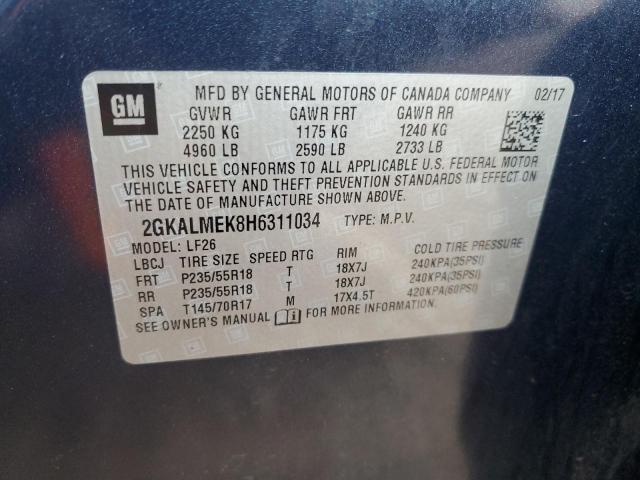 GM
MFD BY GENERAL MOTORS OF CANADA COMPANY 02/17
GVWR GAWR FRT GAWR RR
2250 KG 1175 KG 1240 KG
4960 LB 2590 LB 2733 LB
THIS VEHICLE CONFORMS TO ALL APPLICABLE U.S. FEDERAL MOTOR
VEHICLE SAFETY AND THEFT PREVENTION STANDARDS IN EFFECT ON
THE DATE OF MANUFACTURE SHOWN ABOVE.
2GKALMEK8H6311034 TYPE: M.P.V.
MODEL: LF26
LBCJ TIRE SIZE SPEED RTG RIM COLD TIRE PRESSURE
FRT P235/55R18 T 18X7J 240KPA(35PSI)
RR P235/55R18 T 18X7J 240KPA(35PSI)
SPA T145/70R17 M 17X4.5T 420KPA(60PSI)
SEE OWNER'S MANUAL FOR MORE INFORMATION.